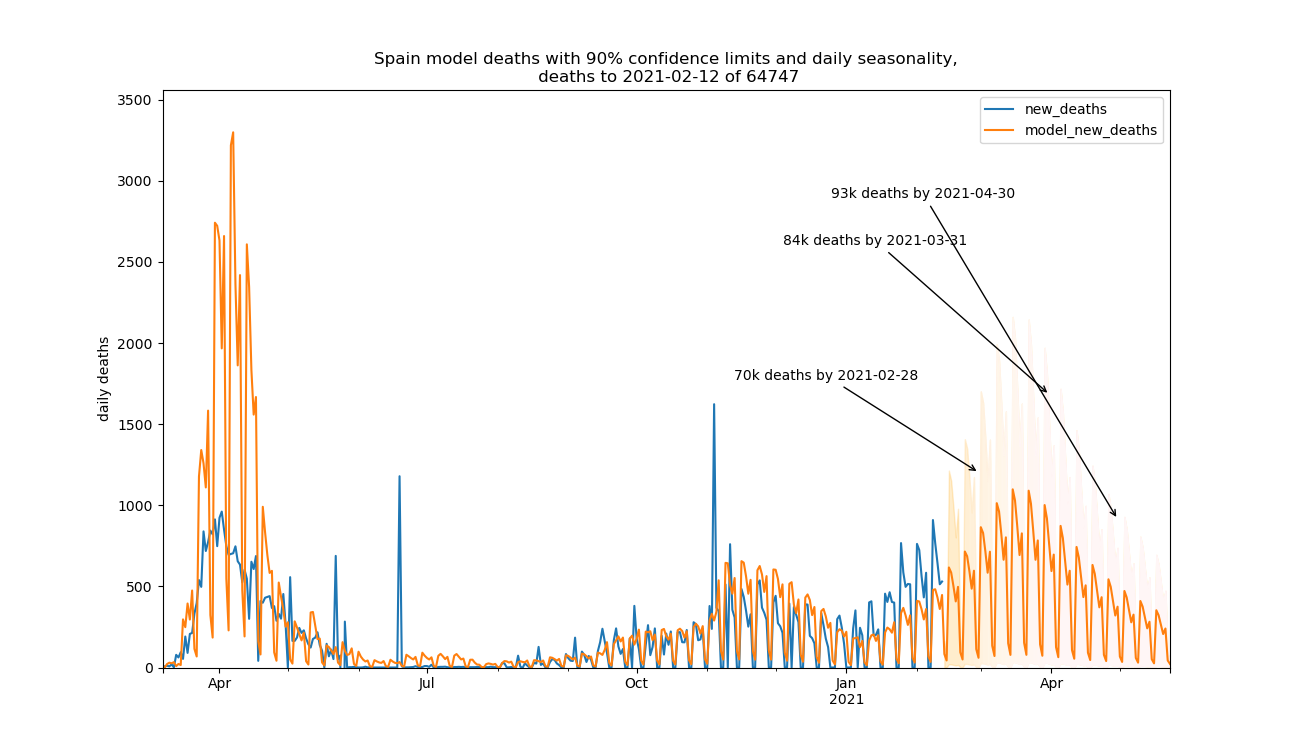 Spain model deaths with 90% confidence limits and daily seasonality,
deaths to 2021-02-12 of 64747
3500
3000
2500
2000
1500
1000
500
0
daily deaths
new_deaths
model_new_deaths
93k deaths by 2021-04-30
84k deaths by 2021-03-31
70k deaths by 2021-02-28
Apr
Jul
Oct
Jan
2021
Apr